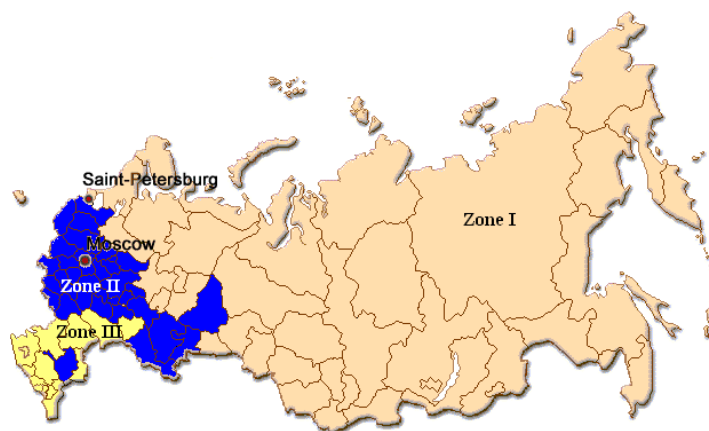 Saint-Petersburg
Zone I
Moscow
Zone II
Zone III